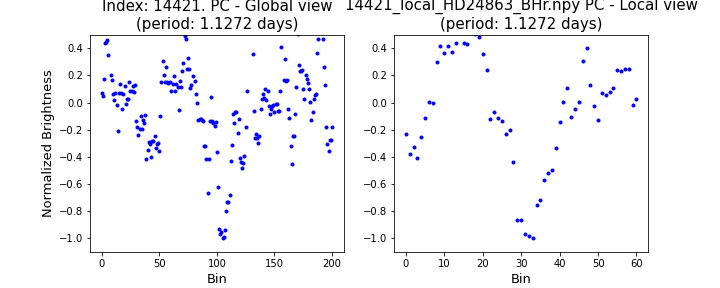 Index: 14421. PC - Global view
(period: 1.1272 days)
14421_local_HD24863_BHr.npy PC - Local view
(period: 1.1272 days)
Normalized Brightness
0.4
0.2
0.0
−0.2
−0.4
−0.6
−0.8
−1.0
0 50 100 150 200
Bin
0.4
0.2
0.0
−0.2
−0.4
−0.6
−0.8
−1.0
0 10 20 30 40 50 60
Bin